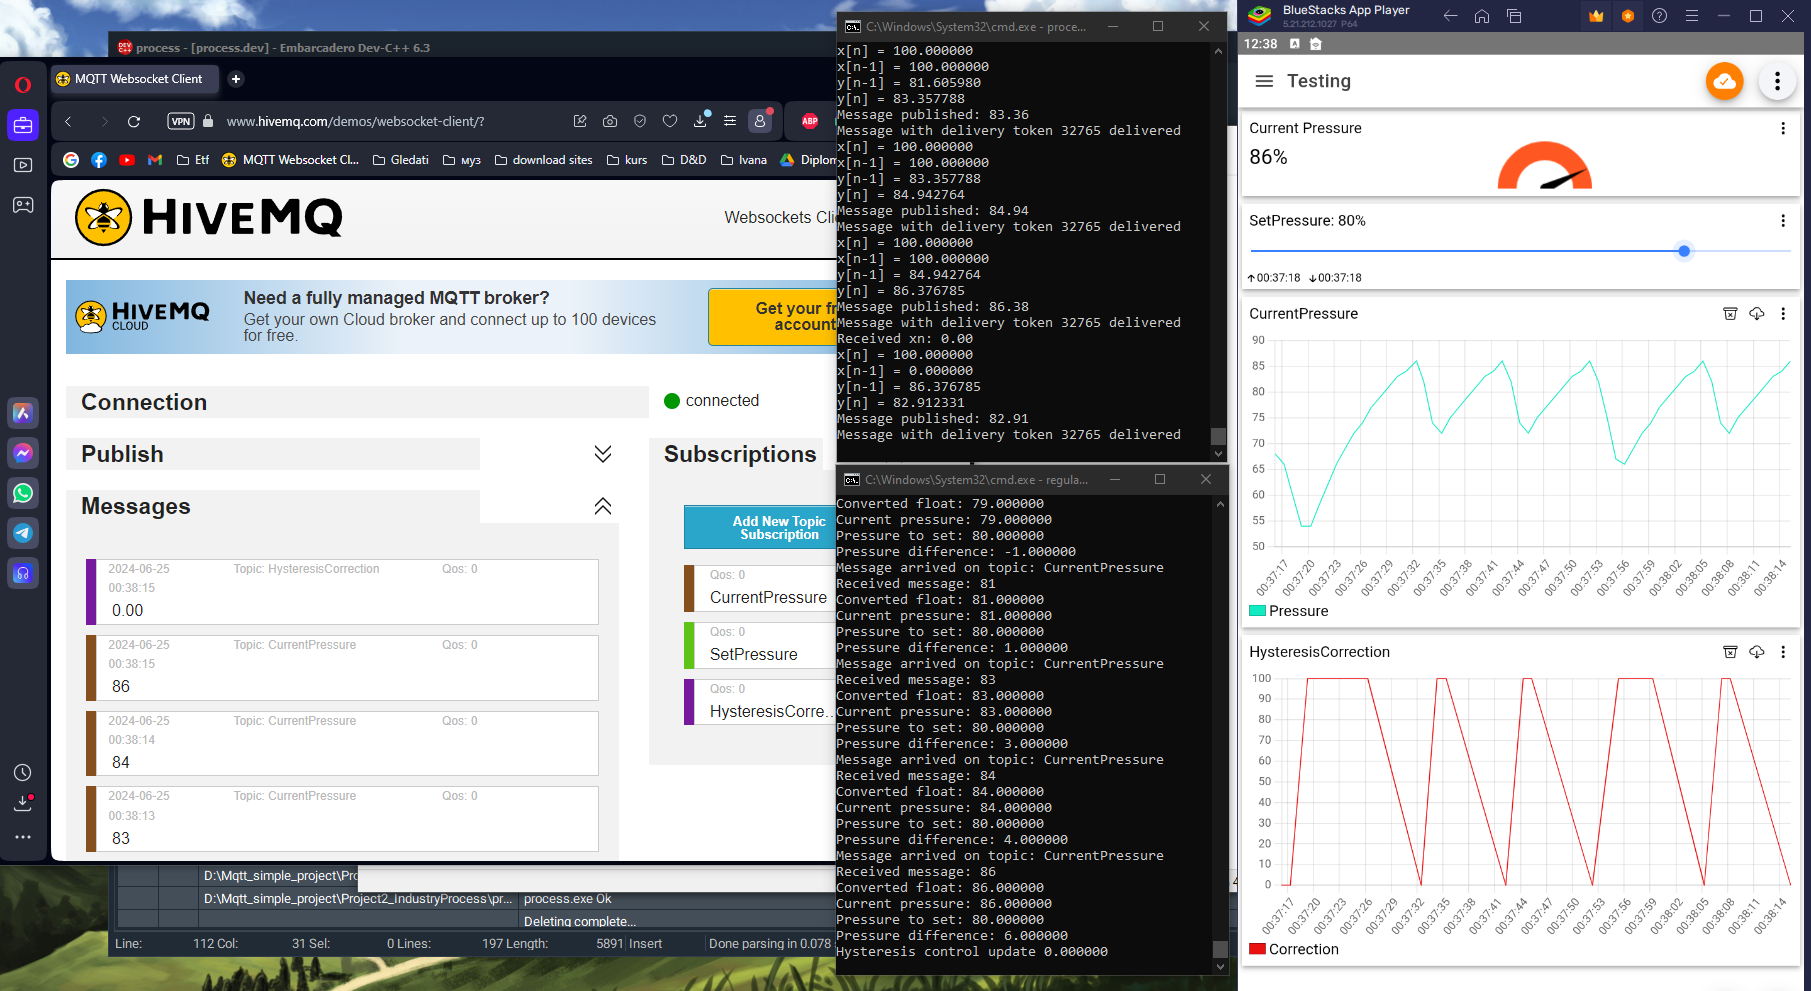 process - [process.dev] - Embarcadero Dev-C++ 6.3
MQTT Websocket Client
VPN
www.hivemq.com/demos/websocket-client/?
ABP
Etf
MQTT Websocket Cl...
Gledati
муз
download sites
kurs
D&D
Ivana
Diplom
HIVEMQ
Websockets Cli
HIVEMQ
CLOUD
Need a fully managed MQTT broker?
Get your own Cloud broker and connect up to 100 devices
for free.
Get your fr
account
Connection
connected
Publish
Subscriptions
Messages
Add New Topic
Subscription
2024-06-25
00:38:15
Topic: HysteresisCorrection
Qos: 0
0.00
2024-06-25
00:38:15
Topic: CurrentPressure
Qos: 0
86
2024-06-25
00:38:14
Topic: CurrentPressure
Qos: 0
84
2024-06-25
00:38:13
Topic: CurrentPressure
Qos: 0
83
Qos: 0
CurrentPressure
Qos: 0
SetPressure
Qos: 0
HysteresisCorre...
D:\Mqtt_simple_project\Proj
D:\Mqtt_simple_project\Project2_IndustryProcess\pr...
process.exe Ok
Deleting complete...
Line: 112 Col: 31 Sel: 0 Lines: 197 Length: 5891 Insert Done parsing in 0.078
C:\Windows\System32\cmd.exe - proce...
x[n] = 100.000000
x[n-1] = 100.000000
y[n-1] = 81.605980
y[n] = 83.357788
Message published: 83.36
Message with delivery token 32765 delivered
x[n] = 100.000000
x[n-1] = 100.000000
y[n-1] = 83.357788
y[n] = 84.942764
Message published: 84.94
Message with delivery token 32765 delivered
x[n] = 100.000000
x[n-1] = 100.000000
y[n-1] = 84.942764
y[n] = 86.376785
Message published: 86.38
Message with delivery token 32765 delivered
Received xn: 0.00
x[n] = 100.000000
x[n-1] = 0.000000
y[n-1] = 86.376785
y[n] = 82.912331
Message published: 82.91
Message with delivery token 32765 delivered
C:\Windows\System32\cmd.exe - regula...
Converted float: 79.000000
Current pressure: 79.000000
Pressure to set: 80.000000
Pressure difference: -1.000000
Message arrived on topic: CurrentPressure
Received message: 81
Converted float: 81.000000
Current pressure: 81.000000
Pressure to set: 80.000000
Pressure difference: 1.000000
Message arrived on topic: CurrentPressure
Received message: 83
Converted float: 83.000000
Current pressure: 83.000000
Pressure to set: 80.000000
Pressure difference: 3.000000
Message arrived on topic: CurrentPressure
Received message: 84
Converted float: 84.000000
Current pressure: 84.000000
Pressure to set: 80.000000
Pressure difference: 4.000000
Message arrived on topic: CurrentPressure
Received message: 86
Converted float: 86.000000
Current pressure: 86.000000
Pressure to set: 80.000000
Pressure difference: 6.000000
Hysteresis control update 0.000000
BlueStacks App Player
5.21.212.1027 P64
12:38
Testing
Current Pressure
86%
SetPressure: 80%
00:37:18 00:37:18
CurrentPressure
90
85
80
75
70
65
60
55
50
00:37:17 00:37:20 00:37:23 00:37:26 00:37:29 00:37:32 00:37:35 00:37:38 00:37:41 00:37:44 00:37:47 00:37:50 00:37:53 00:37:56 00:37:59 00:38:02 00:38:05 00:38:08 00:38:11 00:38:14
Pressure
HysteresisCorrection
100
90
80
70
60
50
40
30
20
10
0
00:37:17 00:37:20 00:37:23 00:37:26 00:37:29 00:37:32 00:37:35 00:37:38 00:37:41 00:37:44 00:37:47 00:37:50 00:37:53 00:37:56 00:37:59 00:38:02 00:38:05 00:38:08 00:38:11 00:38:14
Correction